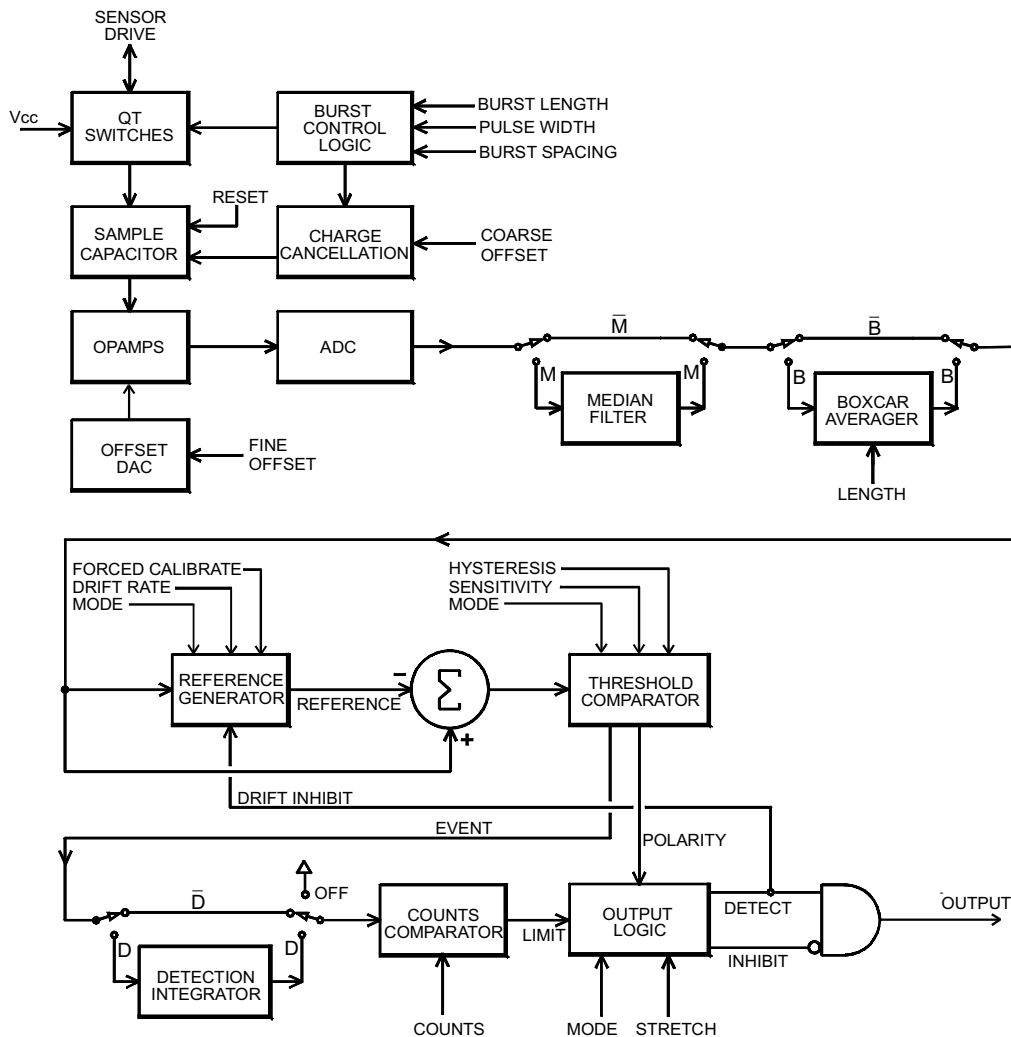 SENSOR
DRIVE
Vcc
QT
SWITCHES
BURST
CONTROL
LOGIC
BURST LENGTH
PULSE WIDTH
BURST SPACING
RESET
SAMPLE
CAPACITOR
CHARGE
CANCELLATION
COARSE
OFFSET
OPAMPS
ADC
M̅
M
M
MEDIAN
FILTER
B̅
B
B
BOXCAR
AVERAGER
LENGTH
OFFSET
DAC
FINE
OFFSET
FORCED CALIBRATE
DRIFT RATE
MODE
HYSTERESIS
SENSITIVITY
MODE
REFERENCE
GENERATOR
REFERENCE
-
Σ
+
THRESHOLD
COMPARATOR
DRIFT INHIBIT
EVENT
POLARITY
D̅
OFF
D
D
DETECTION
INTEGRATOR
COUNTS
COMPARATOR
LIMIT
OUTPUT
LOGIC
DETECT
INHIBIT
OUTPUT
COUNTS
MODE
STRETCH